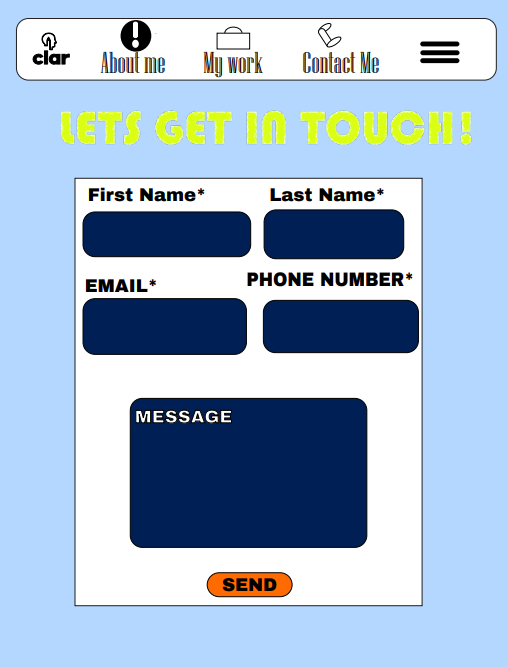 clar
About me
My work
Contact Me
LETS GET IN TOUCH!
First Name*
Last Name*
EMAIL*
PHONE NUMBER*
MESSAGE
SEND